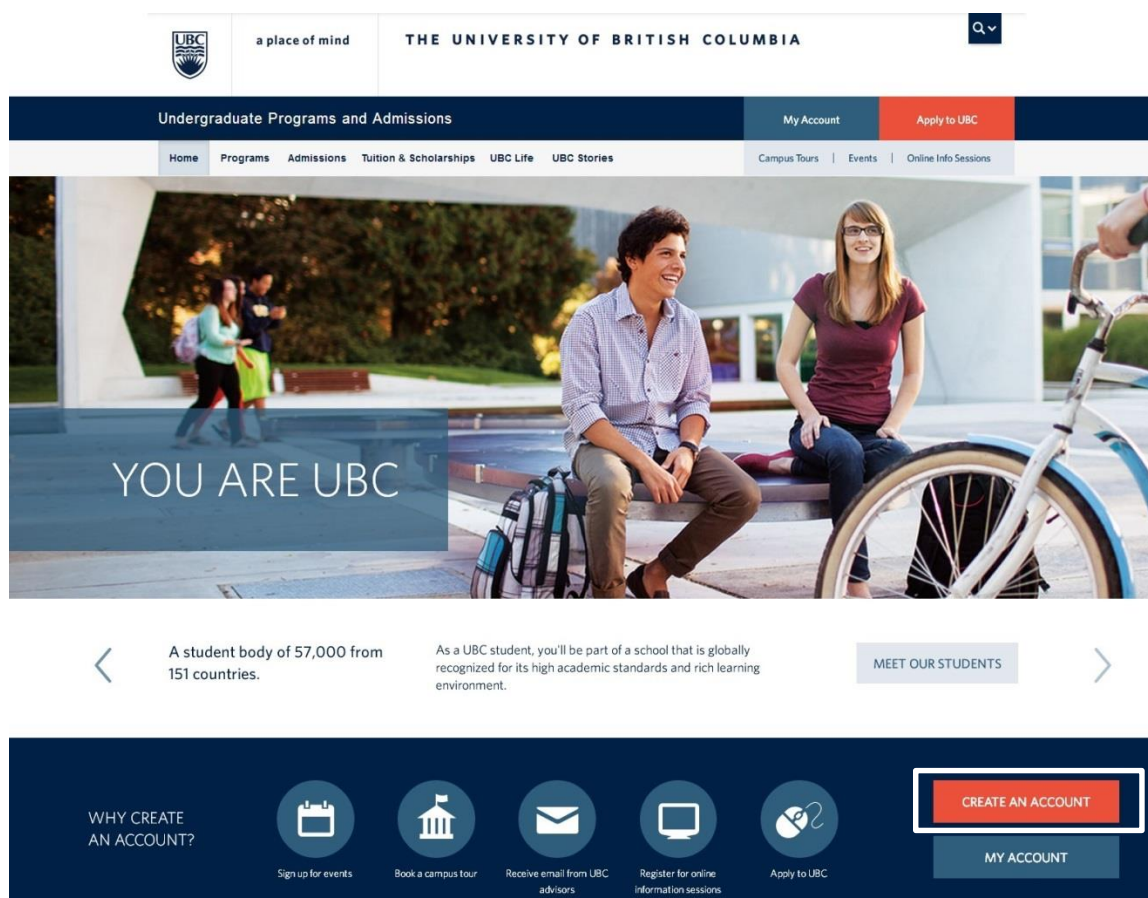 UBC
a place of mind
THE UNIVERSITY OF BRITISH COLUMBIA
Undergraduate Programs and Admissions
My Account
Apply to UBC
Home Programs Admissions Tuition & Scholarships UBC Life UBC Stories
Campus Tours | Events | Online Info Sessions
YOU ARE UBC
A student body of 57,000 from
151 countries.
As a UBC student, you'll be part of a school that is globally
recognized for its high academic standards and rich learning
environment.
MEET OUR STUDENTS
WHY CREATE
AN ACCOUNT?
Sign up for events
Book a campus tour
Receive email from UBC
advisors
Register for online
information sessions
Apply to UBC
CREATE AN ACCOUNT
MY ACCOUNT